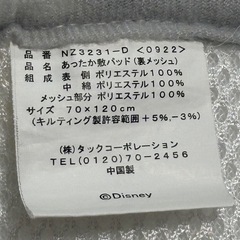 品番 NZ3231-D <0922>
品名 あったか敷パッド(裏メッシュ)
組成 表側 ポリエステル100%
中綿 ポリエステル100%
メッシュ部分 ポリエステル100%
サイズ 70×120cm
(キルティング製許容範囲+5%,-3%)
(株)タックコーポレーション
TEL(0120)70-2456
中国製
©Disney